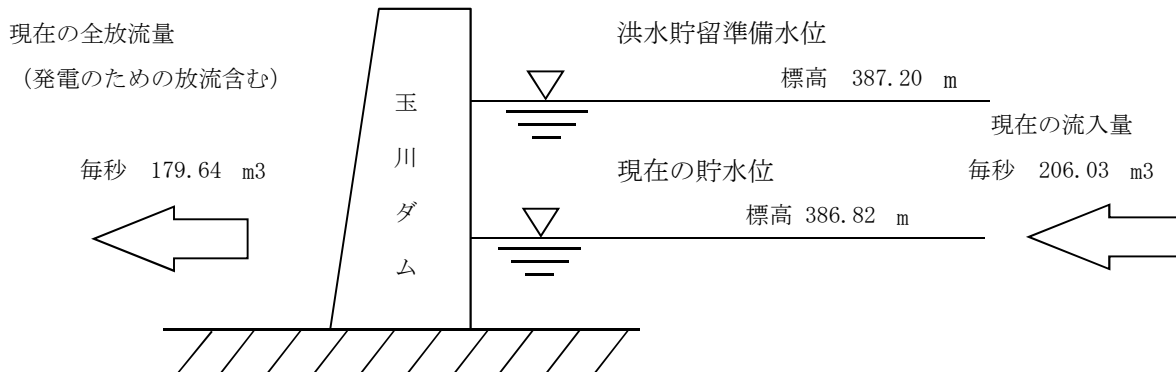 現在の全放流量
（発電のための放流含む）
毎秒　179.64　m3
玉川ダム
洪水貯留準備水位
標高　387.20　m
現在の貯水位
標高 386.82　m
現在の流入量
毎秒　206.03　m3